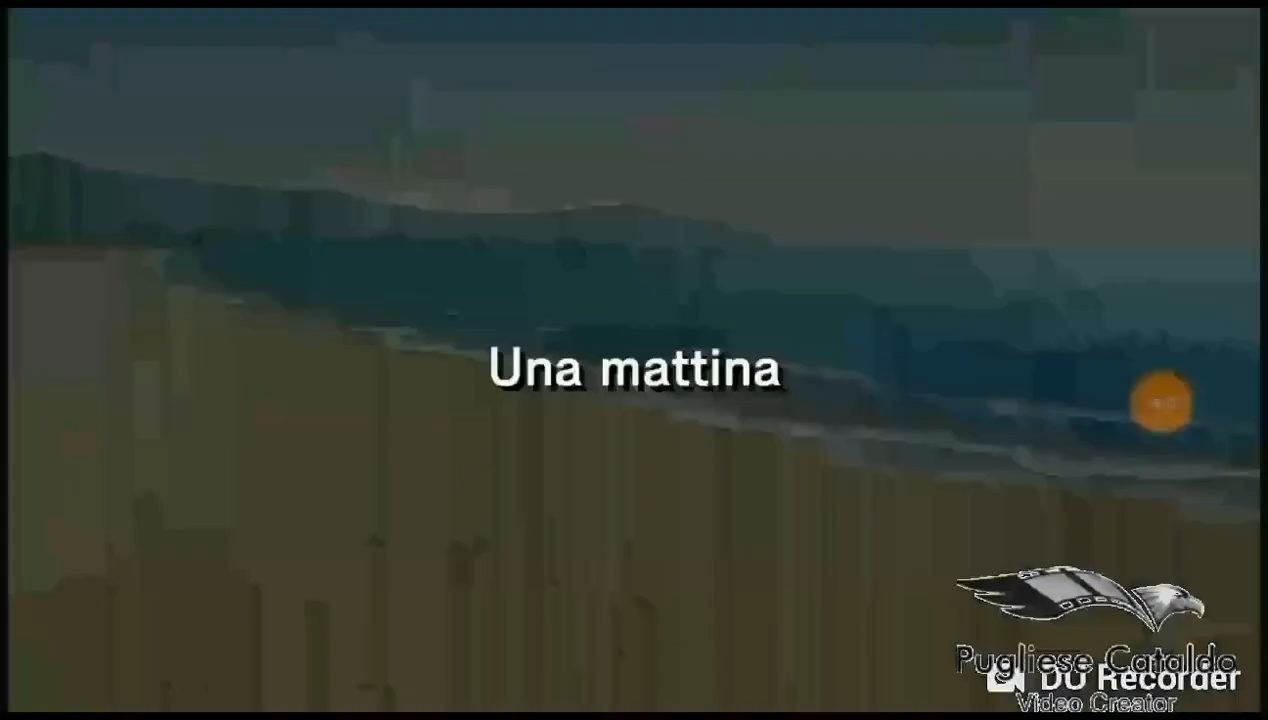 Una mattina
Pugliese Cataldo
DU Recorder
Video Creator